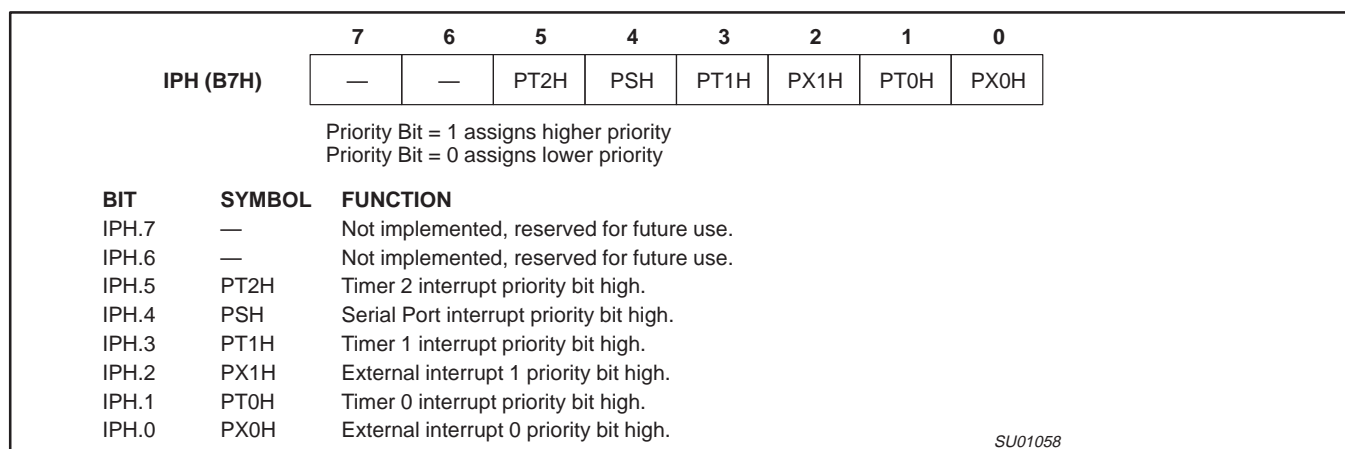 7 6 5 4 3 2 1 0
IPH (B7H) — — PT2H PSH PT1H PX1H PT0H PX0H
Priority Bit = 1 assigns higher priority
Priority Bit = 0 assigns lower priority
BIT SYMBOL FUNCTION
IPH.7 — Not implemented, reserved for future use.
IPH.6 — Not implemented, reserved for future use.
IPH.5 PT2H Timer 2 interrupt priority bit high.
IPH.4 PSH Serial Port interrupt priority bit high.
IPH.3 PT1H Timer 1 interrupt priority bit high.
IPH.2 PX1H External interrupt 1 priority bit high.
IPH.1 PT0H Timer 0 interrupt priority bit high.
IPH.0 PX0H External interrupt 0 priority bit high.
SU01058